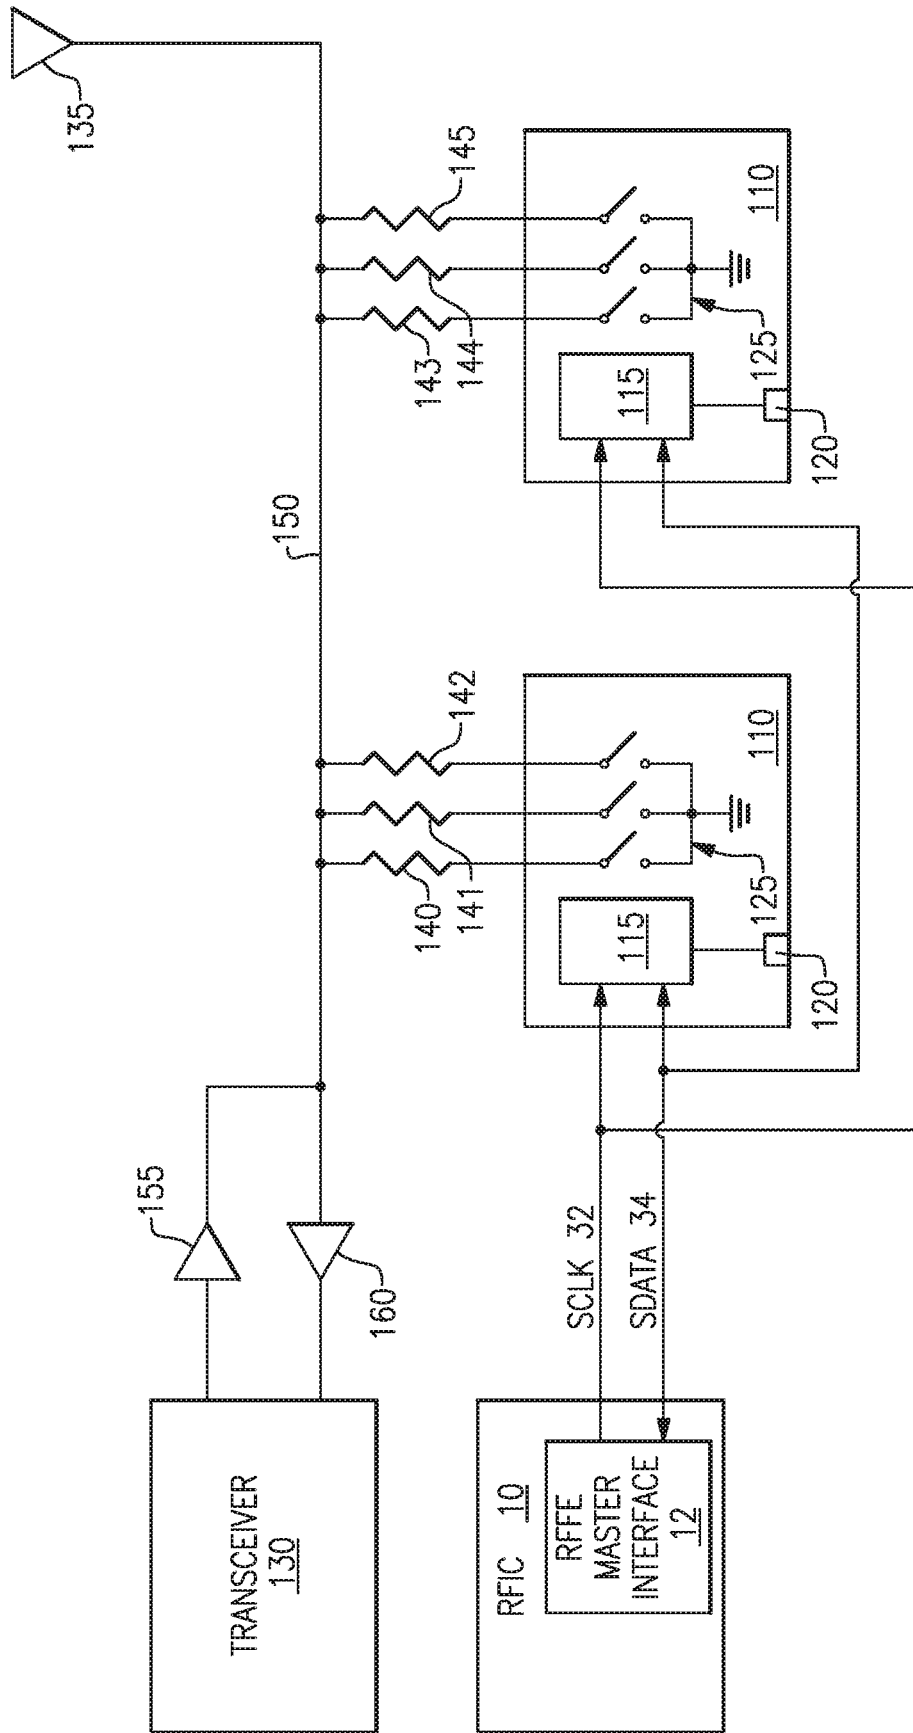 TRANSCEIVER
130
155
160
150
135
140
141
142
143
144
145
RFIC 10
RFFE
MASTER
INTERFACE
12
SCLK 32
SDATA 34
115
125
110
120
115
125
110
120